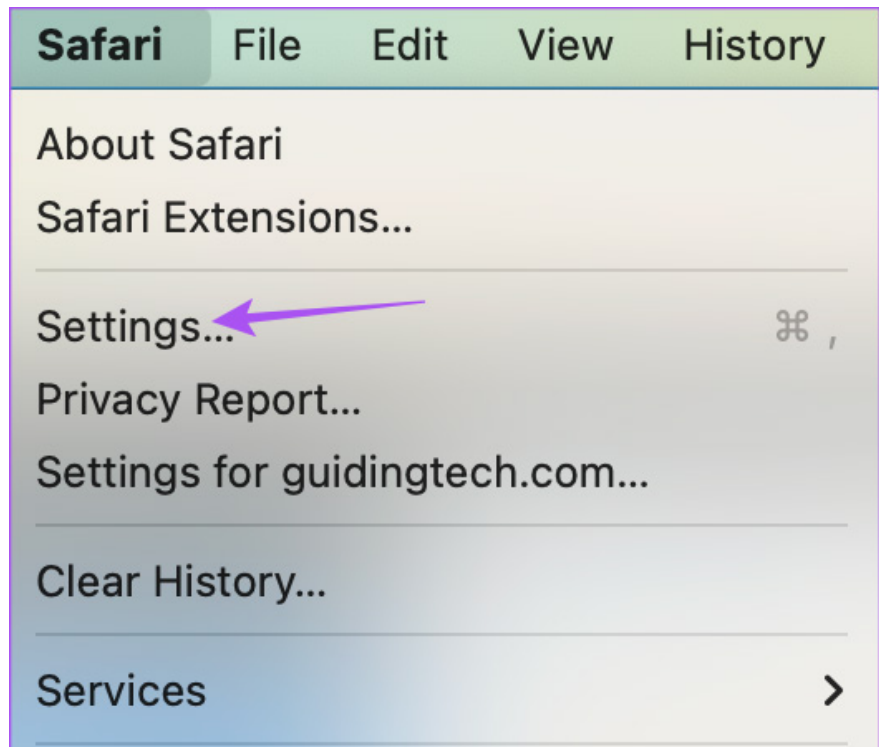 Safari File Edit View History
About Safari
Safari Extensions...
Settings... ⌘ ,
Privacy Report...
Settings for guidingtech.com...
Clear History...
Services